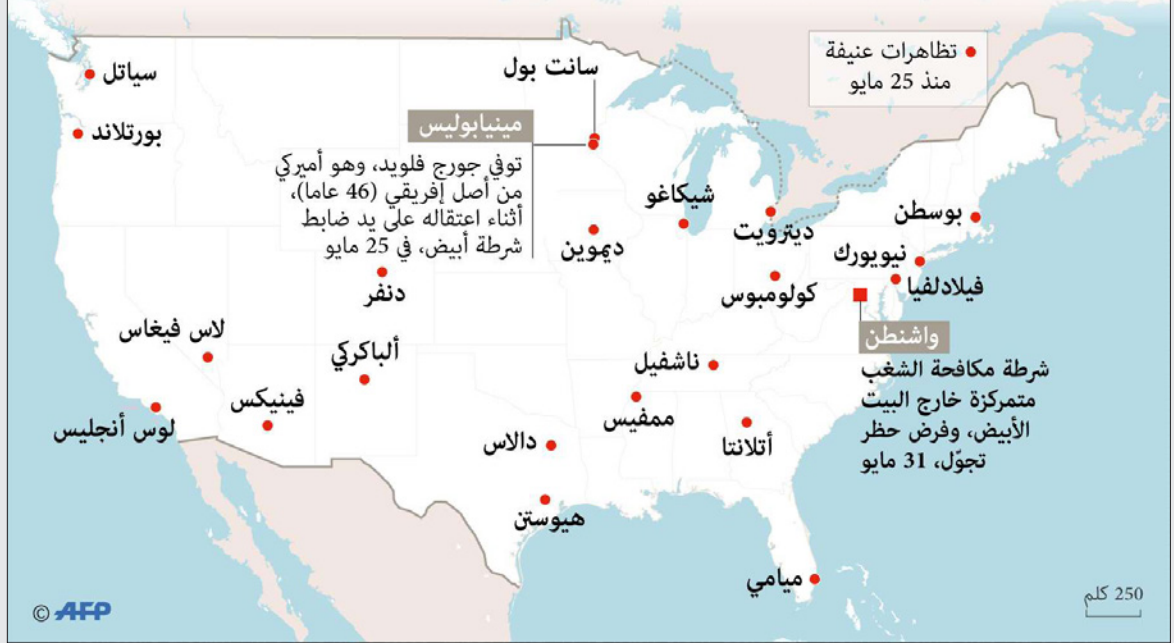 تظاهرات عنيفة
منذ 25 مايو
سانت بول
سياتل
بورتلاند
مينيابوليس
توفي جورج فلويد، وهو أميركي
من أصل إفريقي (46 عاما)،
أثناء اعتقاله على يد ضابط
شرطة أبيض، في 25 مايو
شيكاغو
ديترويت
بوسطن
نيويورك
فيلادلفيا
ديموين
كولومبوس
دنفر
واشنطن
شرطة مكافحة الشغب
متمركزة خارج البيت
الأبيض، وفرض حظر
تجوّل، 31 مايو
لاس فيغاس
ألباكركي
ناشفيل
فينيكس
ممفيس
لوس أنجليس
دالاس
أتلانتا
هيوستن
ميامي
250 كلم
© AFP